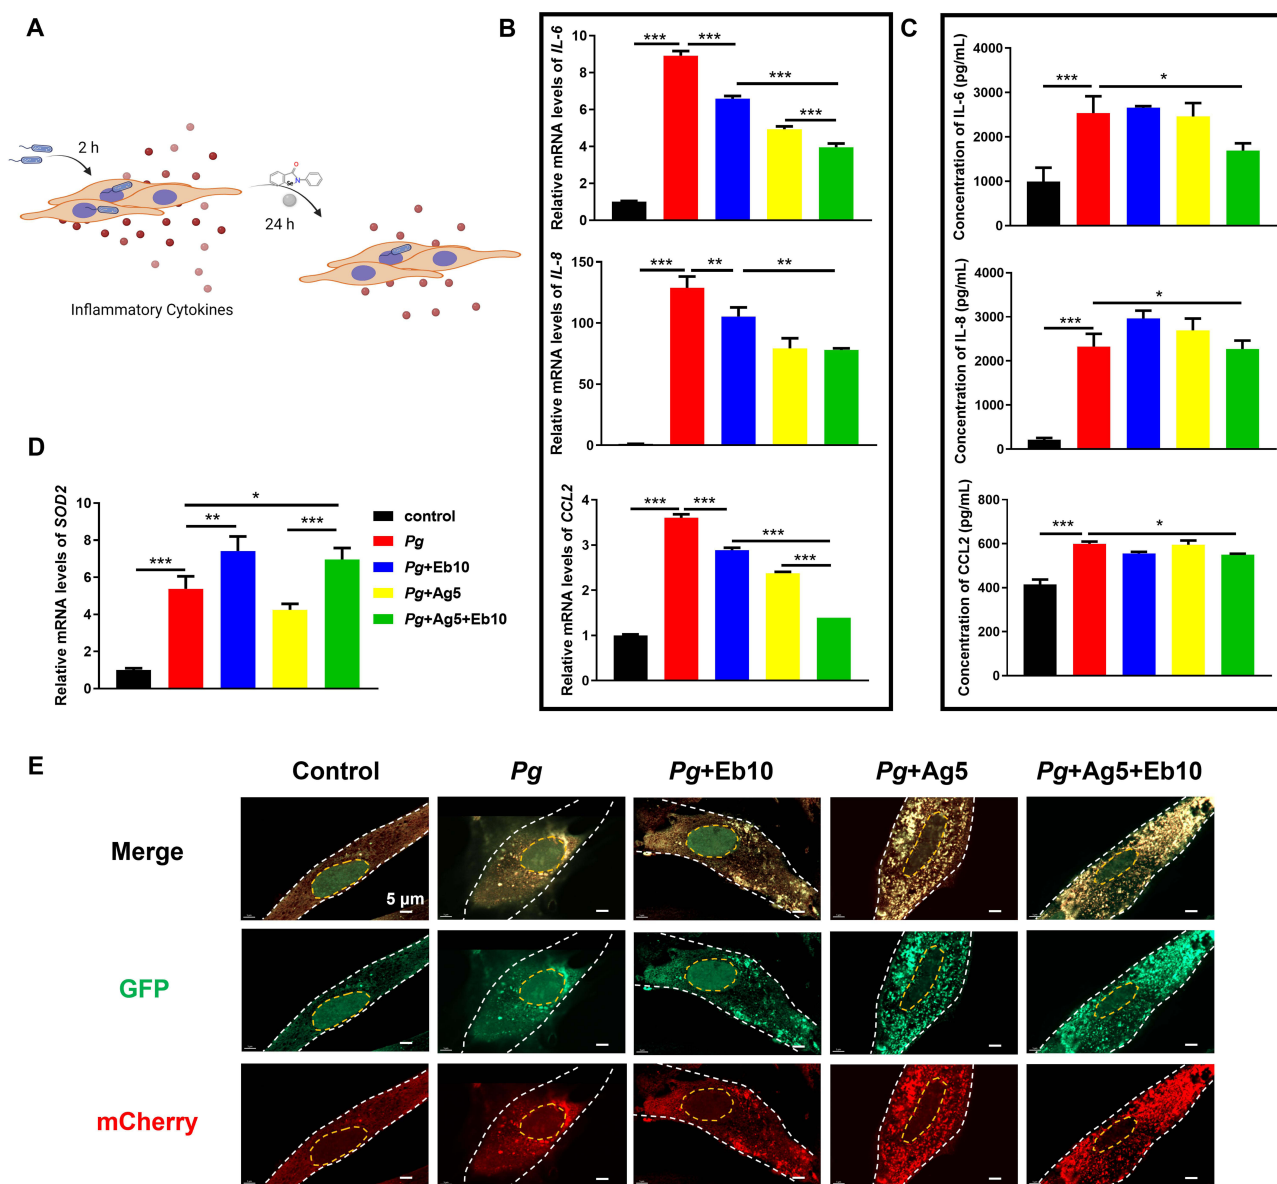 A
2 h
24 h
O
Se
N
Inflammatory Cytokines
B
Relative mRNA levels of IL-6
10
8
6
4
2
0
*** *** *** ***
Relative mRNA levels of IL-8
150
100
50
0
*** ** **
Relative mRNA levels of CCL2
4
3
2
1
0
*** *** *** ***
C
Concentration of IL-6 (pg/mL)
4000
3000
2000
1000
0
*** *
Concentration of IL-8 (pg/mL)
4000
3000
2000
1000
0
*** *
Concentration of CCL2 (pg/mL)
800
600
400
200
0
*** *
D
Relative mRNA levels of SOD2
10
8
6
4
2
0
*** ** * ***
control
Pg
Pg+Eb10
Pg+Ag5
Pg+Ag5+Eb10
E
Control Pg Pg+Eb10 Pg+Ag5 Pg+Ag5+Eb10
Merge
5 μm
GFP
mCherry